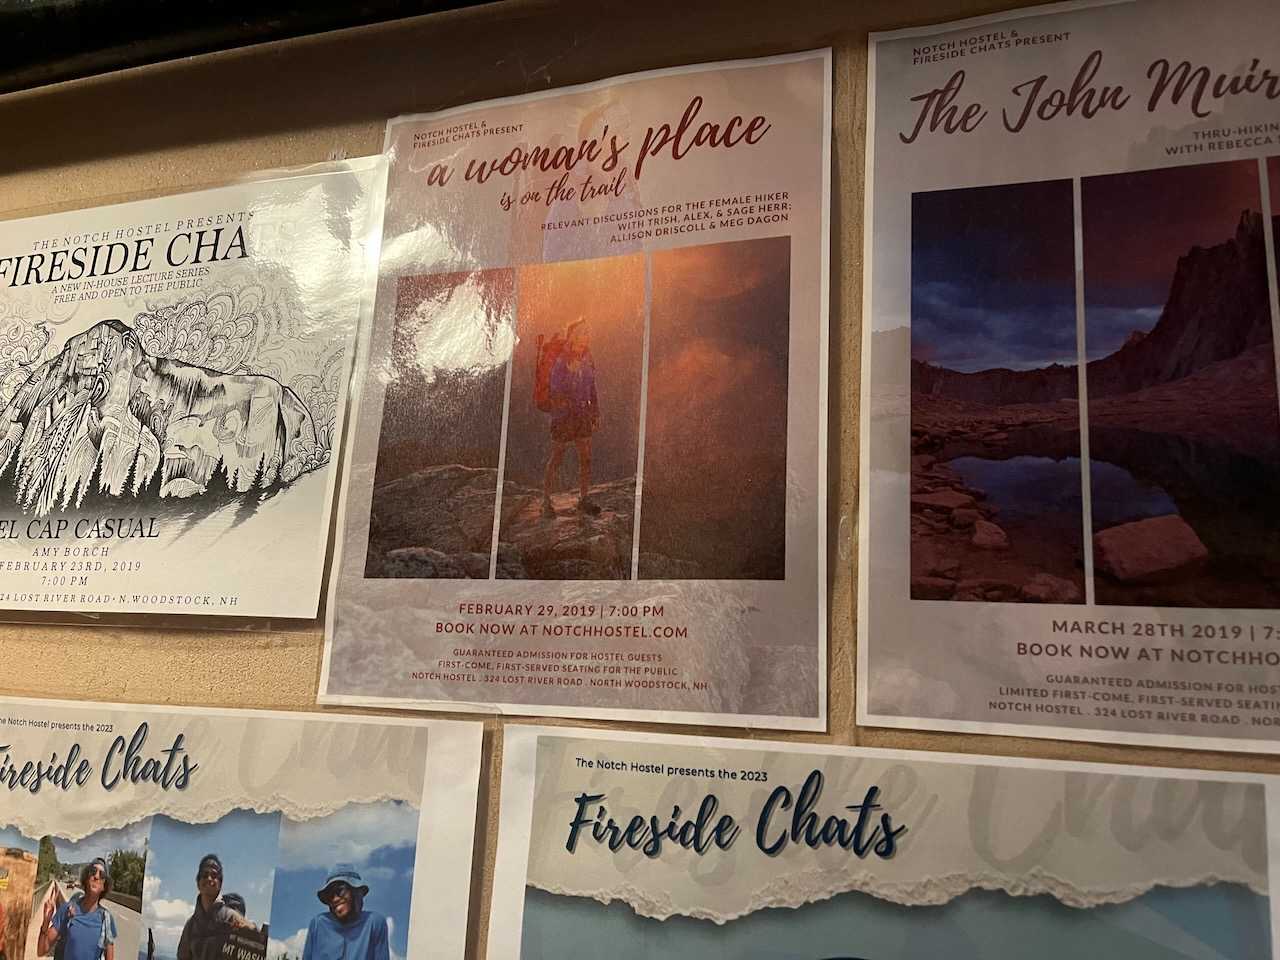 THE NOTCH HOSTEL PRESENTS
FIRESIDE CHATS
A NEW IN-HOUSE LECTURE SERIES
FREE AND OPEN TO THE PUBLIC
EL CAP CASUAL
AMY BORCH
FEBRUARY 23RD, 2019
7:00 PM
24 LOST RIVER ROAD · N. WOODSTOCK, NH
NOTCH HOSTEL &
FIRESIDE CHATS PRESENT
a woman's place
is on the trail
RELEVANT DISCUSSIONS FOR THE FEMALE HIKER
WITH TRISH, ALEX, & SAGE HERR;
ALLISON DRISCOLL & MEG DAGON
FEBRUARY 29, 2019 | 7:00 PM
BOOK NOW AT NOTCHHOSTEL.COM
GUARANTEED ADMISSION FOR HOSTEL GUESTS
FIRST-COME, FIRST-SERVED SEATING FOR THE PUBLIC
NOTCH HOSTEL . 324 LOST RIVER ROAD . NORTH WOODSTOCK, NH
NOTCH HOSTEL &
FIRESIDE CHATS PRESENT
The John Muir
THRU-HIKIN
WITH REBECCA
MARCH 28TH 2019 | 7:
BOOK NOW AT NOTCHHO
GUARANTEED ADMISSION FOR HOS
LIMITED FIRST-COME, FIRST-SERVED SEATIN
NOTCH HOSTEL . 324 LOST RIVER ROAD . NOR
The Notch Hostel presents the 2023
Fireside Chats
MT WASH
The Notch Hostel presents the 2023
Fireside Chats